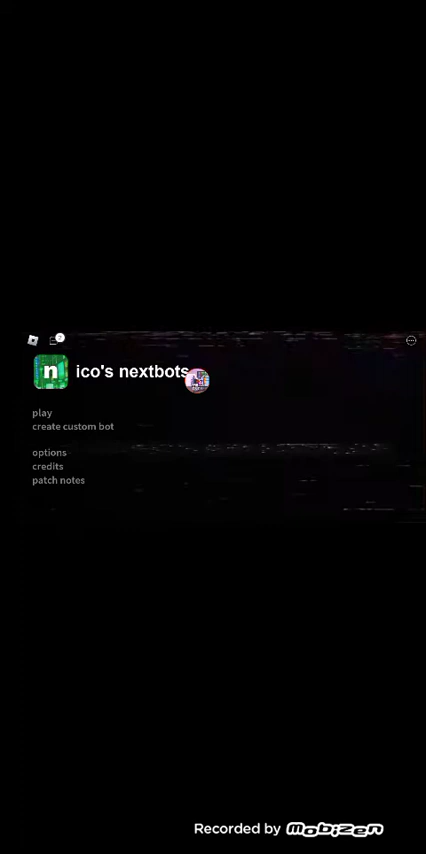 n ico's nextbots
play
create custom bot
options
credits
patch notes
Recorded by mobizen